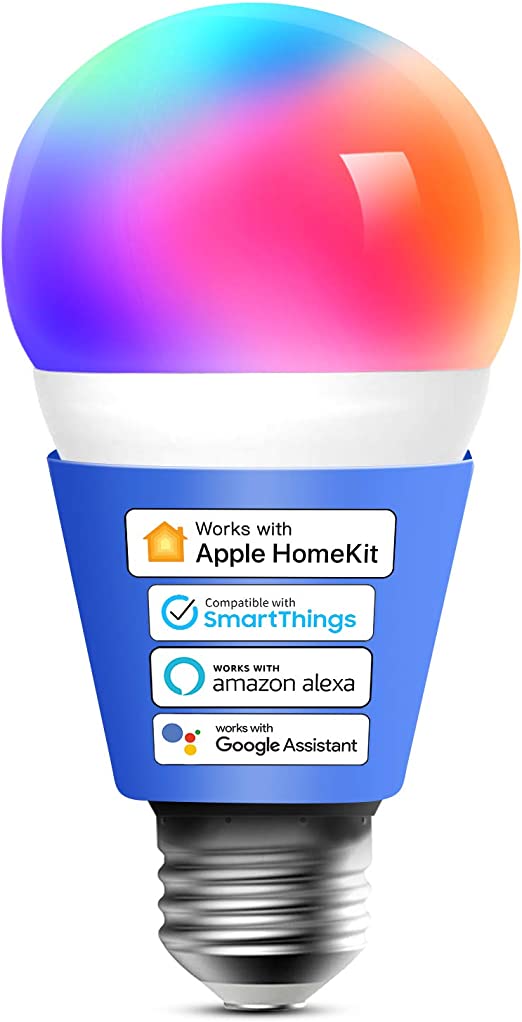 Works with
Apple HomeKit
Compatible with
SmartThings
WORKS WITH
amazon alexa
works with
Google Assistant